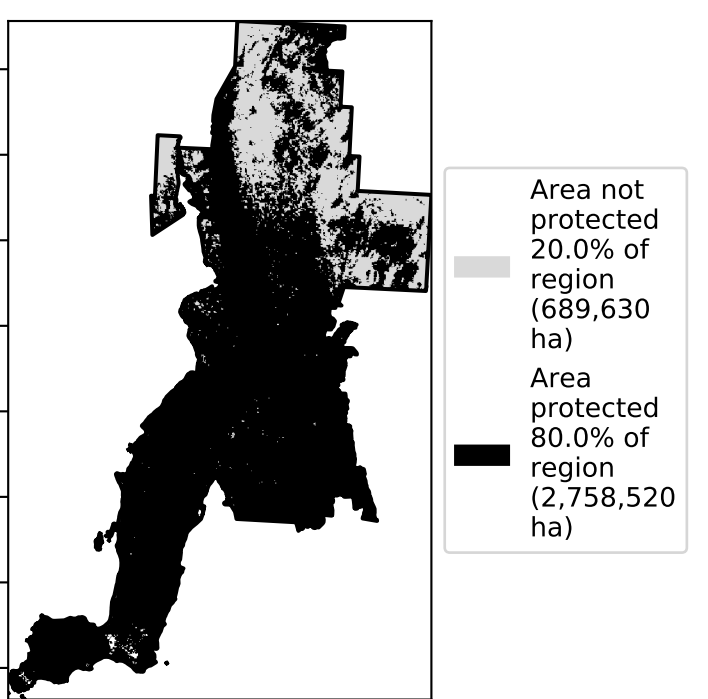 Area not
protected
20.0% of
region
(689,630
ha)
Area
protected
80.0% of
region
(2,758,520
ha)